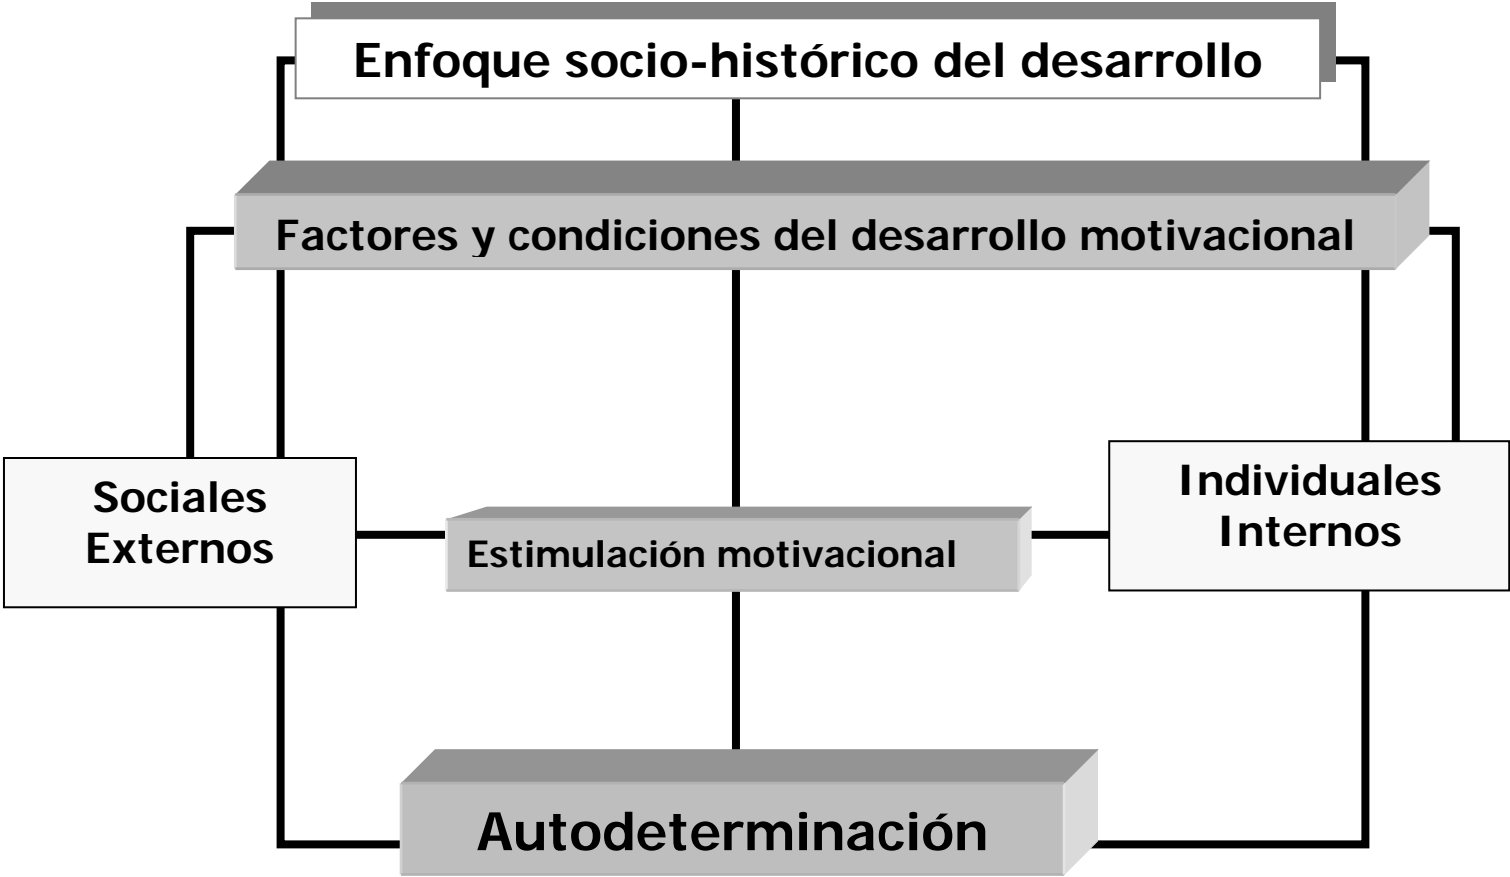 Enfoque socio-histórico del desarrollo
Factores y condiciones del desarrollo motivacional
Sociales
Externos
Individuales
Internos
Estimulación motivacional
Autodeterminación